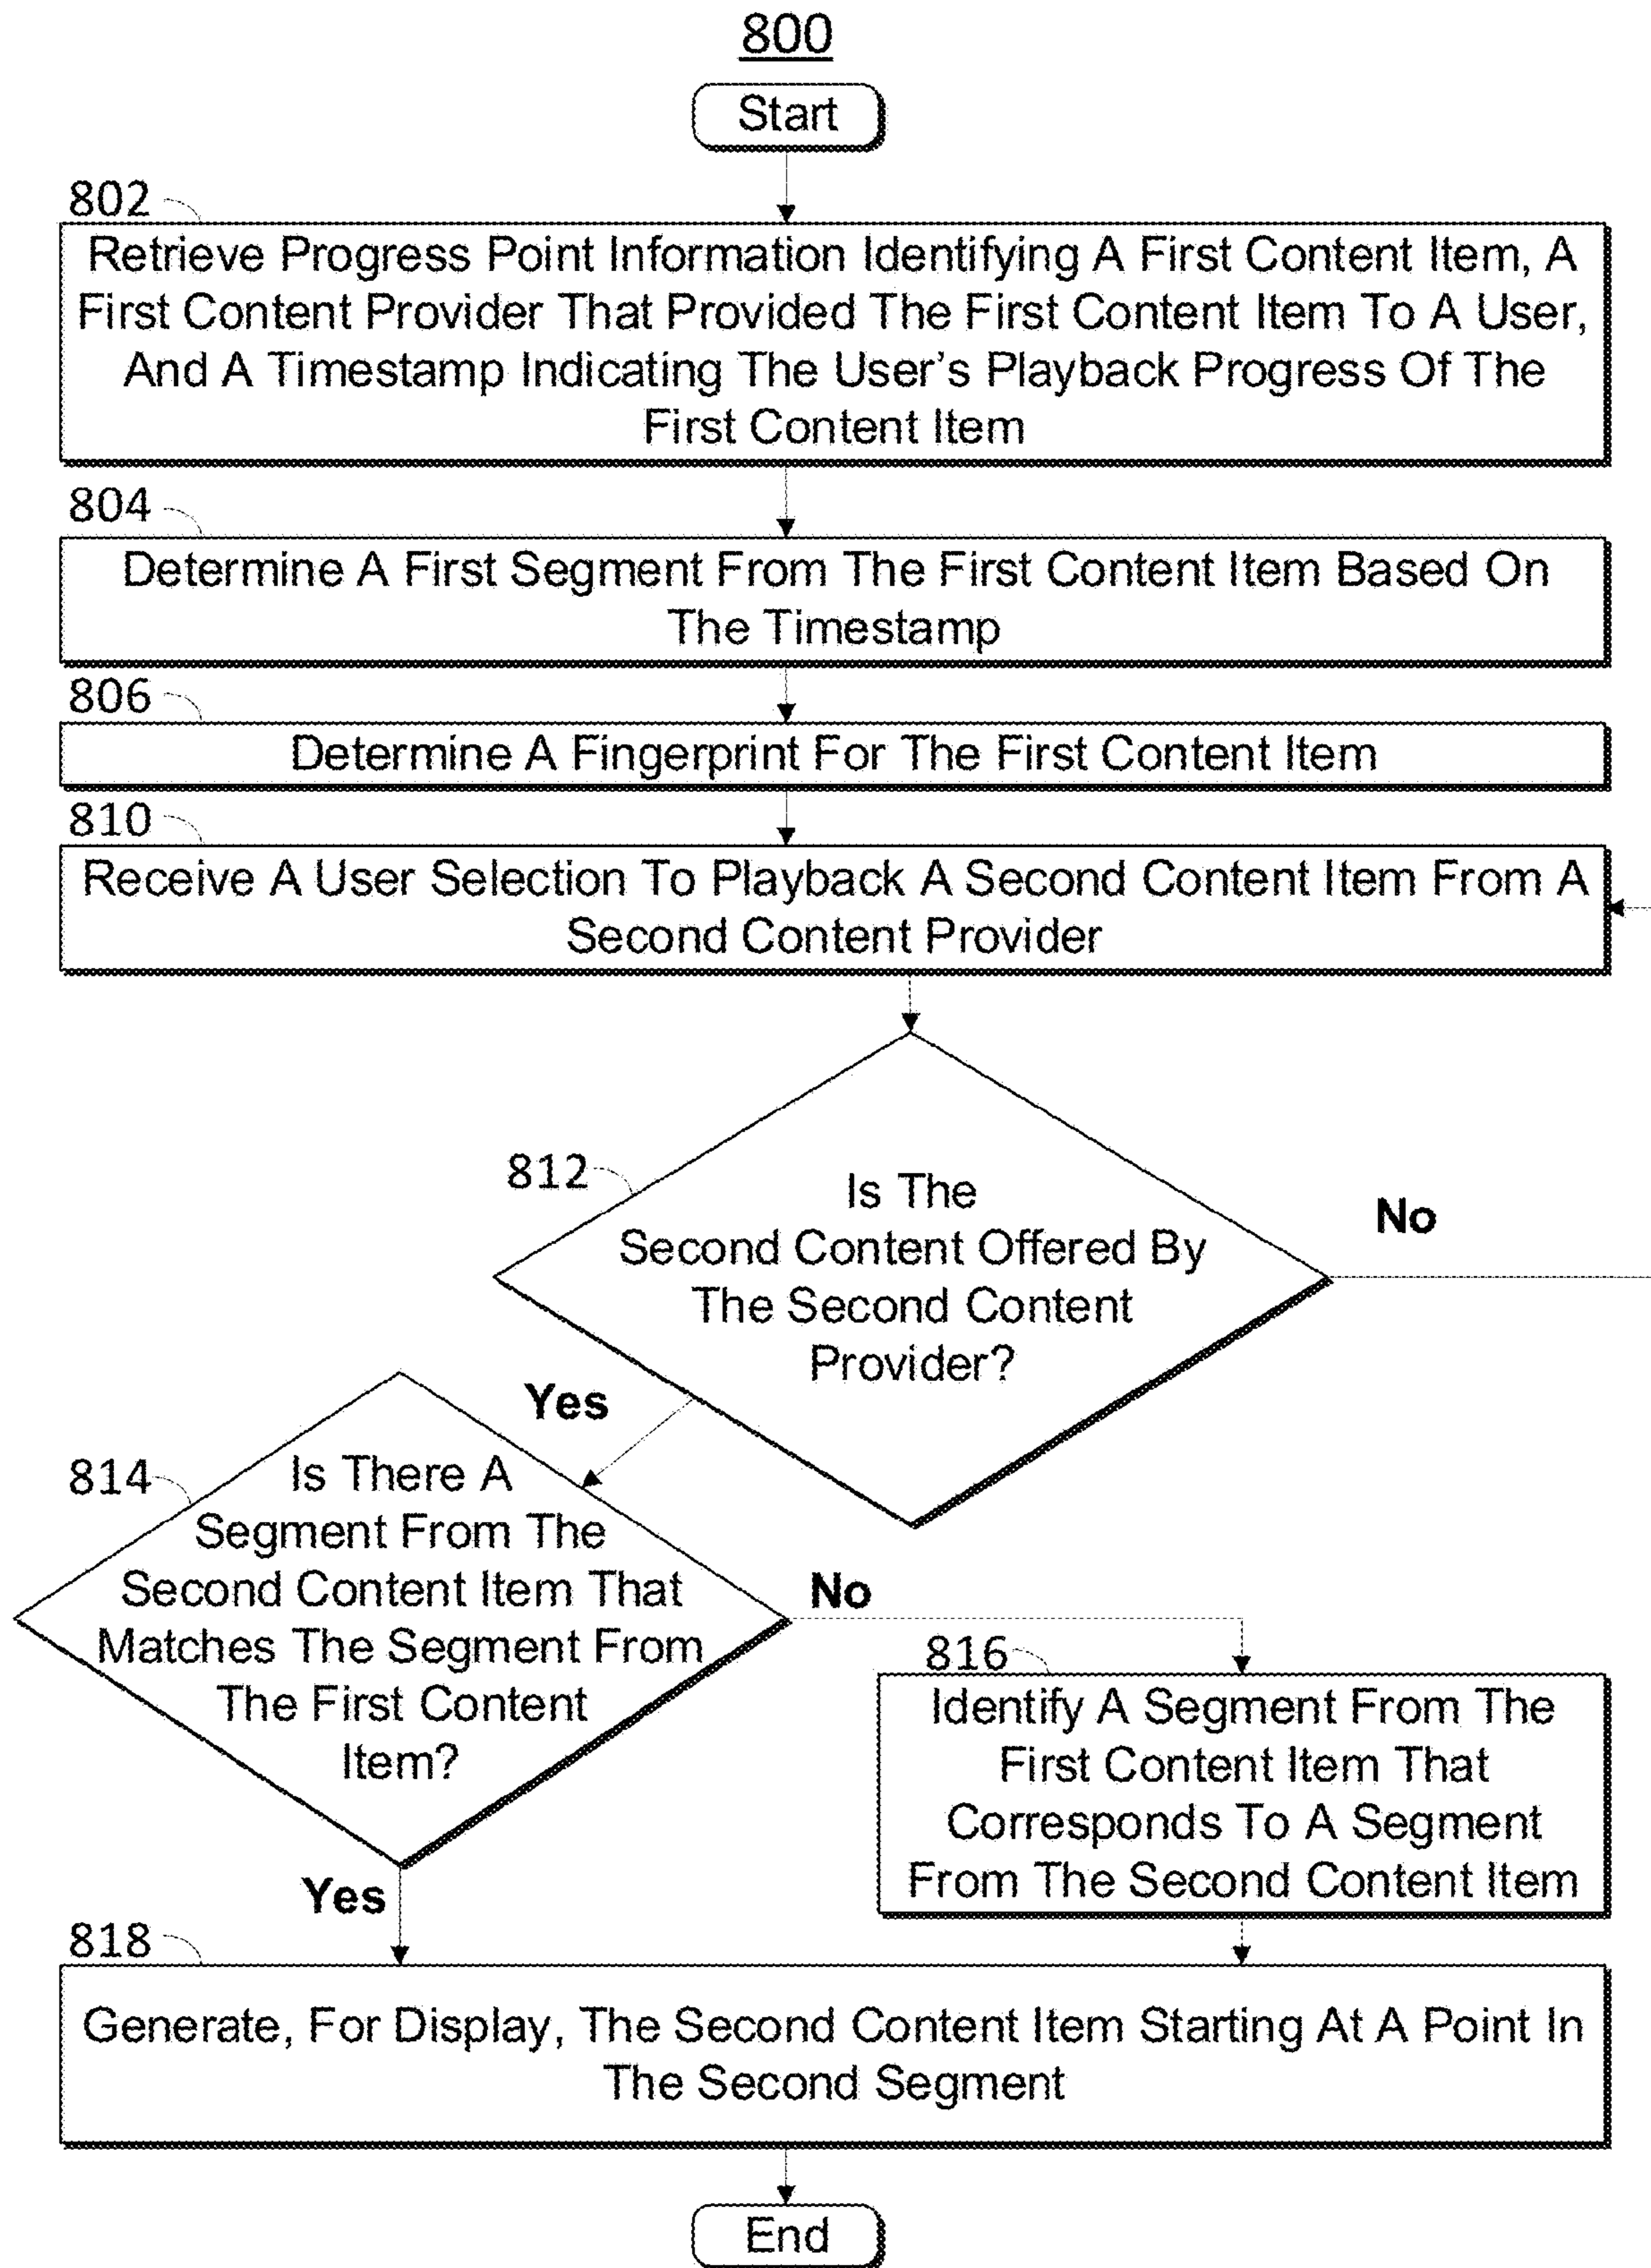 800
Start
802
Retrieve Progress Point Information Identifying A First Content Item, A
First Content Provider That Provided The First Content Item To A User,
And A Timestamp Indicating The User's Playback Progress Of The
First Content Item
804
Determine A First Segment From The First Content Item Based On
The Timestamp
806
Determine A Fingerprint For The First Content Item
810
Receive A User Selection To Playback A Second Content Item From A
Second Content Provider
812
Is The
Second Content Offered By
The Second Content
Provider?
No
Yes
814
Is There A
Segment From The
Second Content Item That
Matches The Segment From
The First Content
Item?
No
Yes
816
Identify A Segment From The
First Content Item That
Corresponds To A Segment
From The Second Content Item
818
Generate, For Display, The Second Content Item Starting At A Point In
The Second Segment
End